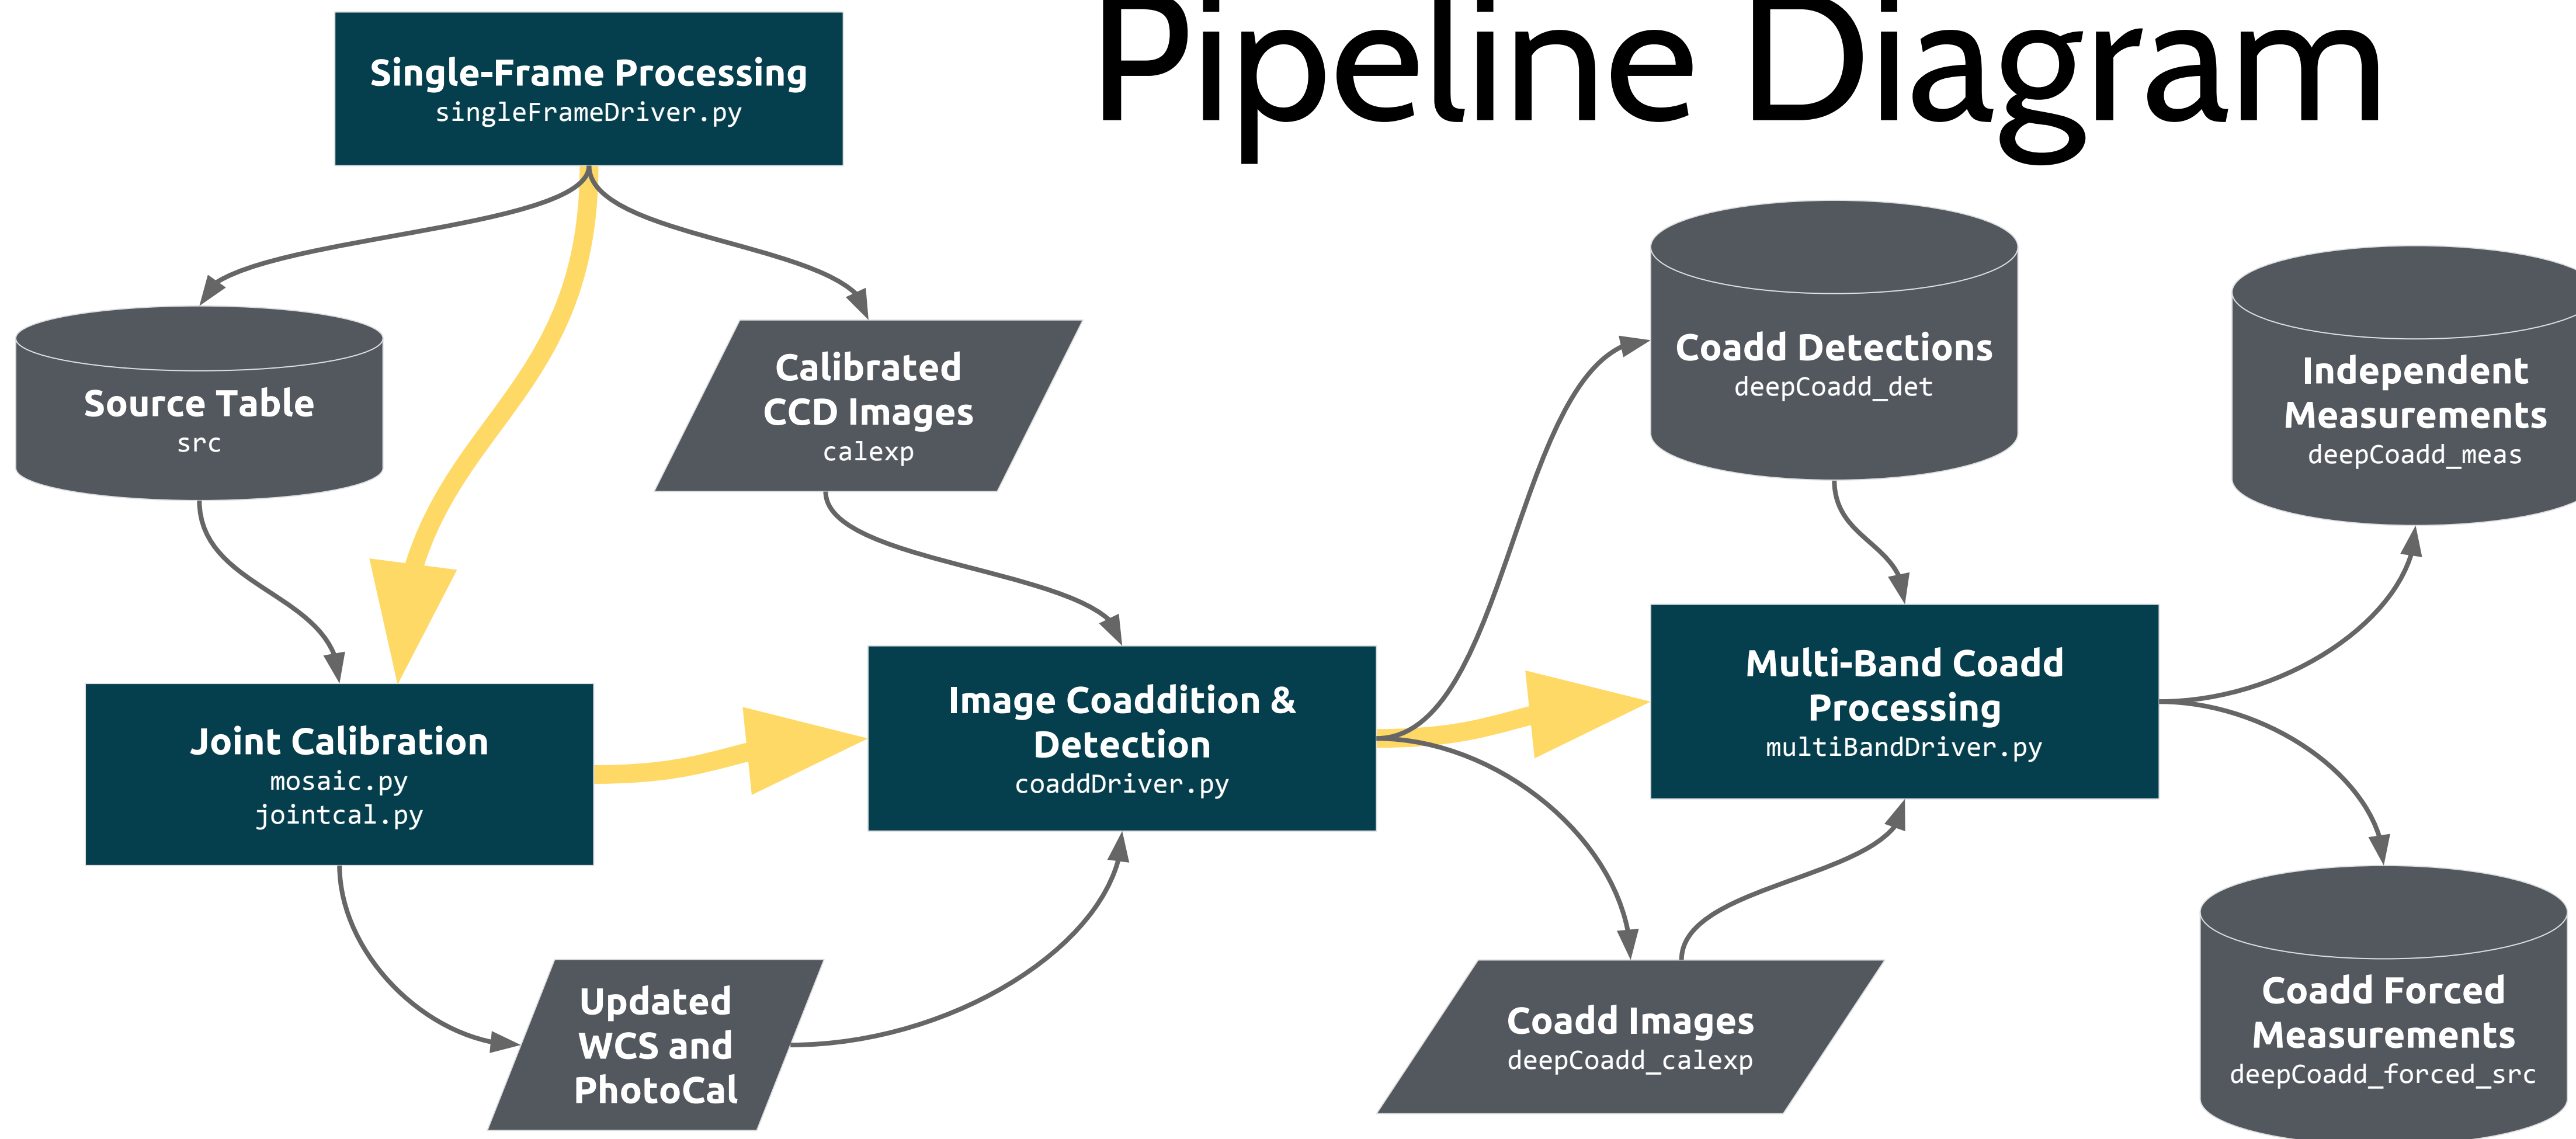 Pipeline Diagram
Single-Frame Processing
singleFrameDriver.py
Source Table
src
Calibrated
CCD Images
calexp
Coadd Detections
deepCoadd_det
Independent
Measurements
deepCoadd_meas
Joint Calibration
mosaic.py
jointcal.py
Image Coaddition &
Detection
coaddDriver.py
Multi-Band Coadd
Processing
multiBandDriver.py
Updated
WCS and
PhotoCal
Coadd Images
deepCoadd_calexp
Coadd Forced
Measurements
deepCoadd_forced_src